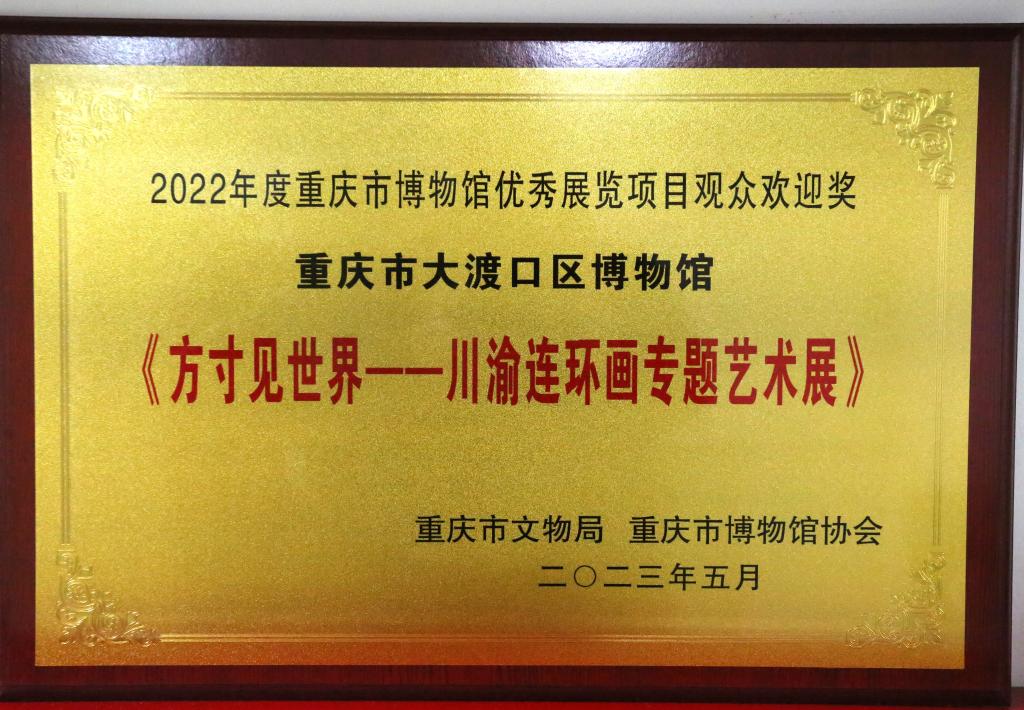 2022年度重庆市博物馆优秀展览项目观众欢迎奖
重庆市大渡口区博物馆
《方寸见世界——川渝连环画专题艺术展》
重庆市文物局 重庆市博物馆协会
二〇二三年五月